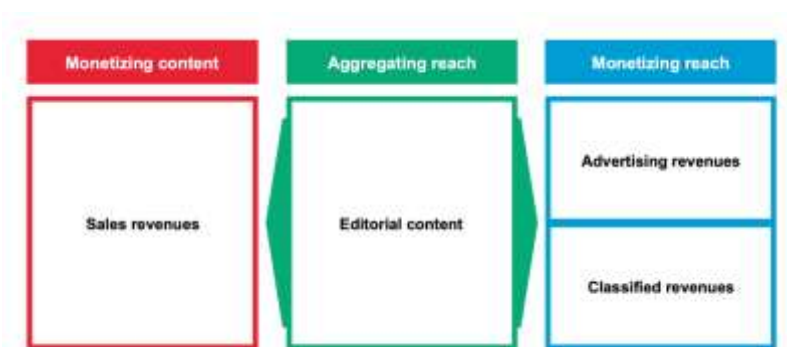 Monetizing content
Aggregating reach
Monetizing reach
Sales revenues
Editorial content
Advertising revenues
Classified revenues